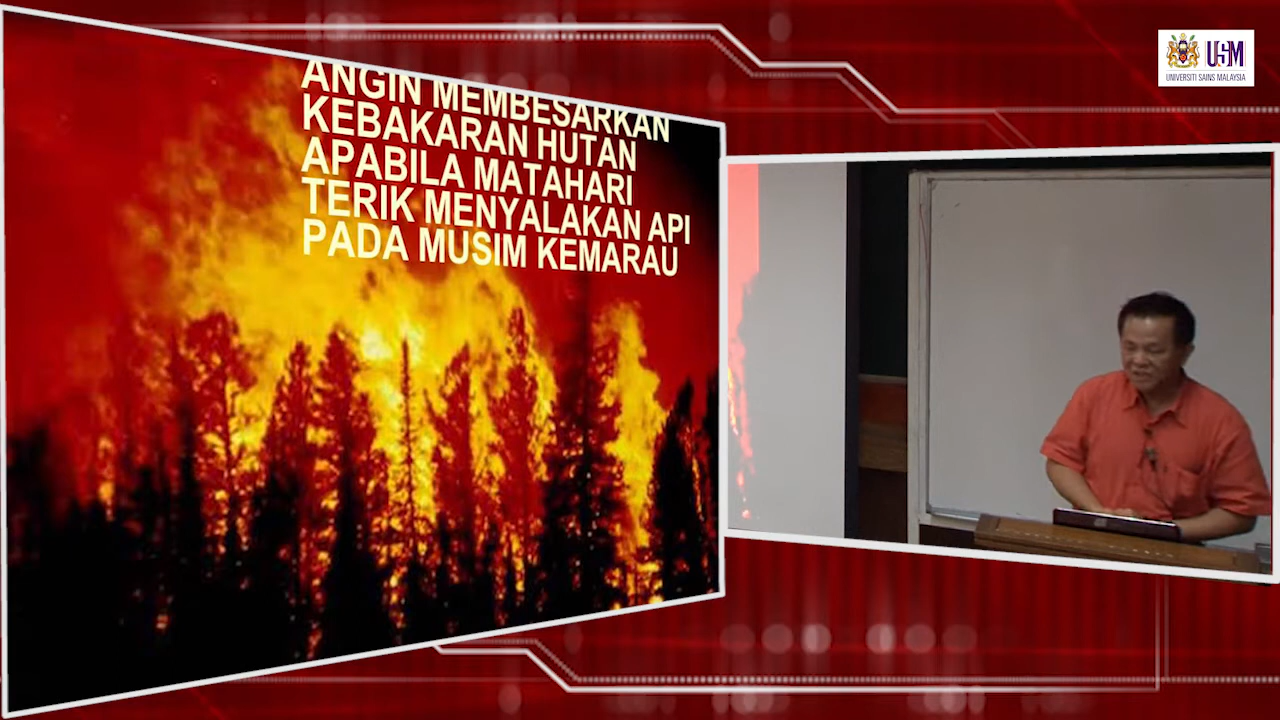 ANGIN MEMBESARKAN
KEBAKARAN HUTAN
APABILA MATAHARI
TERIK MENYALAKAN API
PADA MUSIM KEMARAU
USM
UNIVERSITI SAINS MALAYSIA